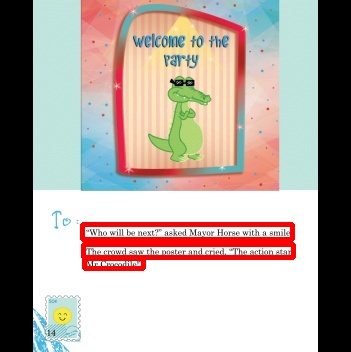 welcome to the
party
To:
"Who will be next?" asked Mayor Horse with a smile
The crowd saw the poster and cried, "The action star
Mr Crocodile"
14